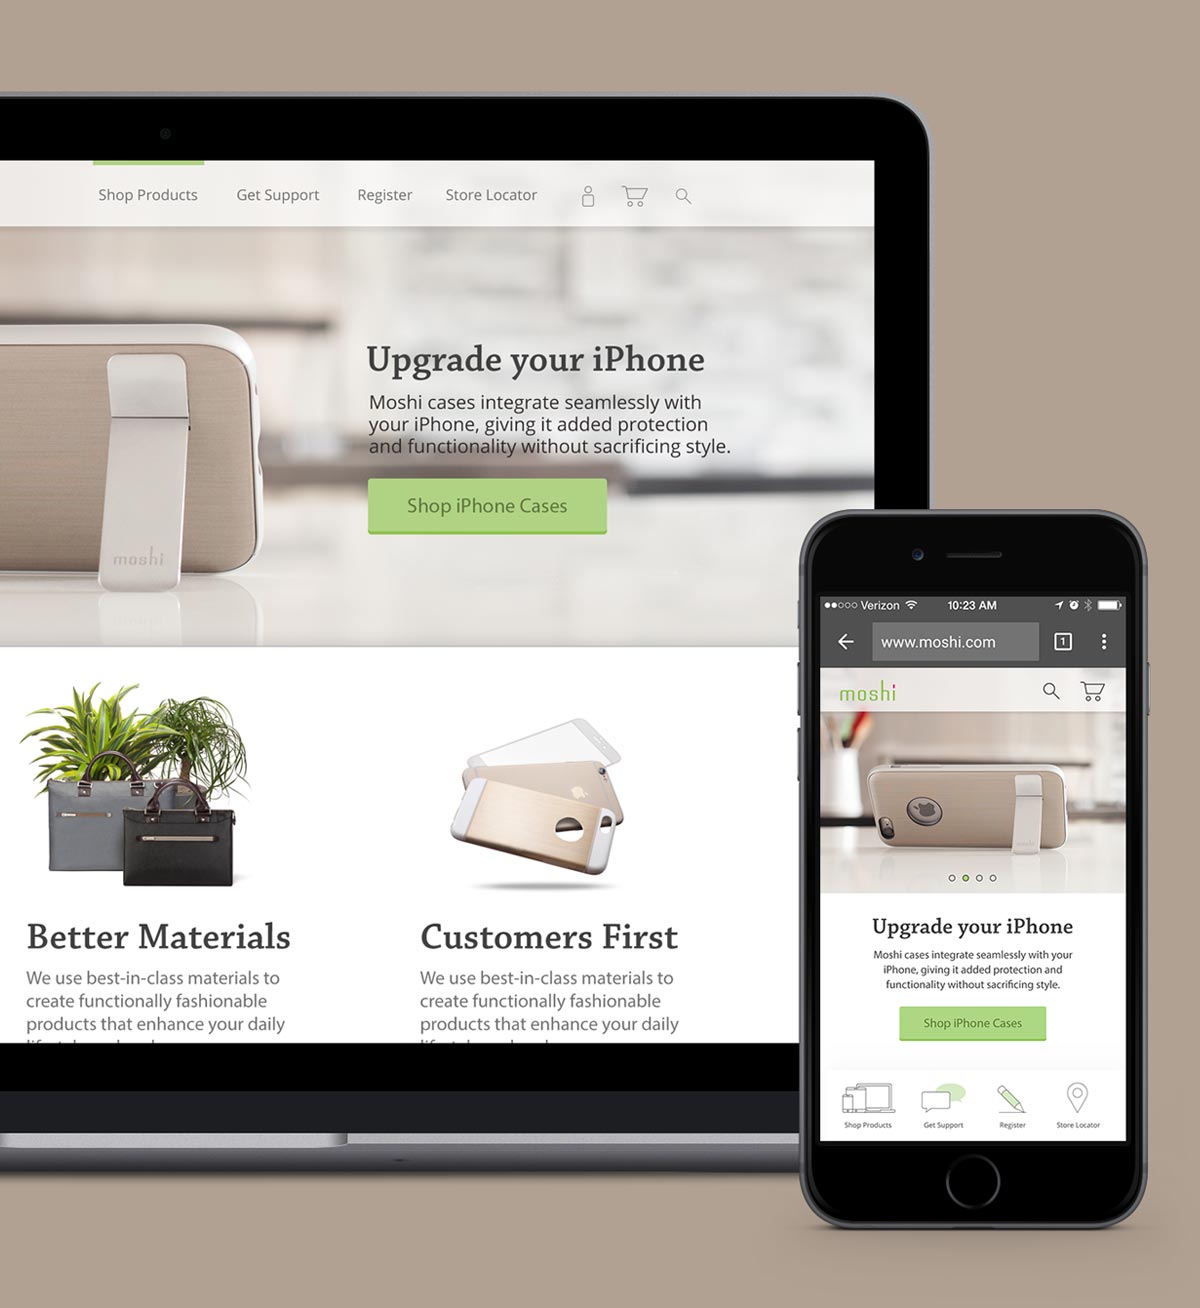 Shop Products Get Support Register Store Locator
Upgrade your iPhone
Moshi cases integrate seamlessly with
your iPhone, giving it added protection
and functionality without sacrificing style.
Shop iPhone Cases
moshi
Better Materials
We use best-in-class materials to
create functionally fashionable
products that enhance your daily
Customers First
We use best-in-class materials to
create functionally fashionable
products that enhance your daily
Verizon 10:23 AM
www.moshi.com 1
moshi
moshi
Upgrade your iPhone
Moshi cases integrate seamlessly with your
iPhone, giving it added protection and
functionality without sacrificing style.
Shop iPhone Cases
Shop Products Get Support Register Store Locator